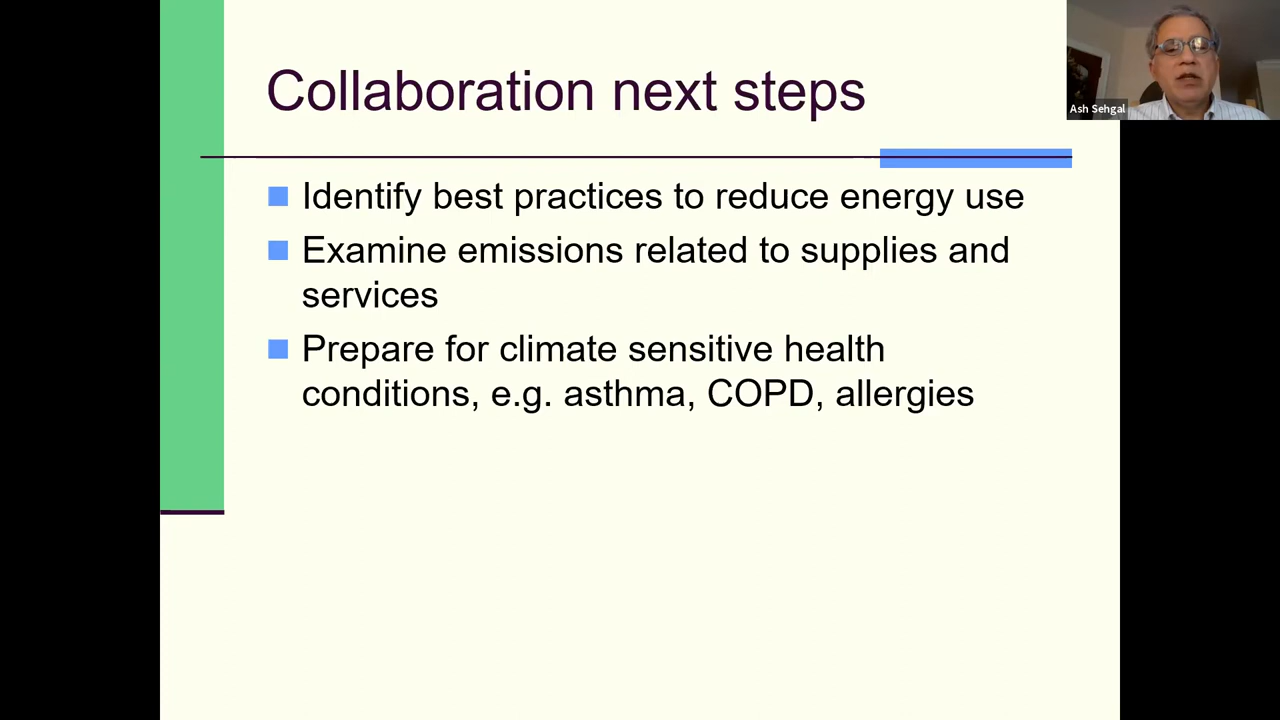 Collaboration next steps
Ash Sehgal
Identify best practices to reduce energy use
Examine emissions related to supplies and
services
Prepare for climate sensitive health
conditions, e.g. asthma, COPD, allergies